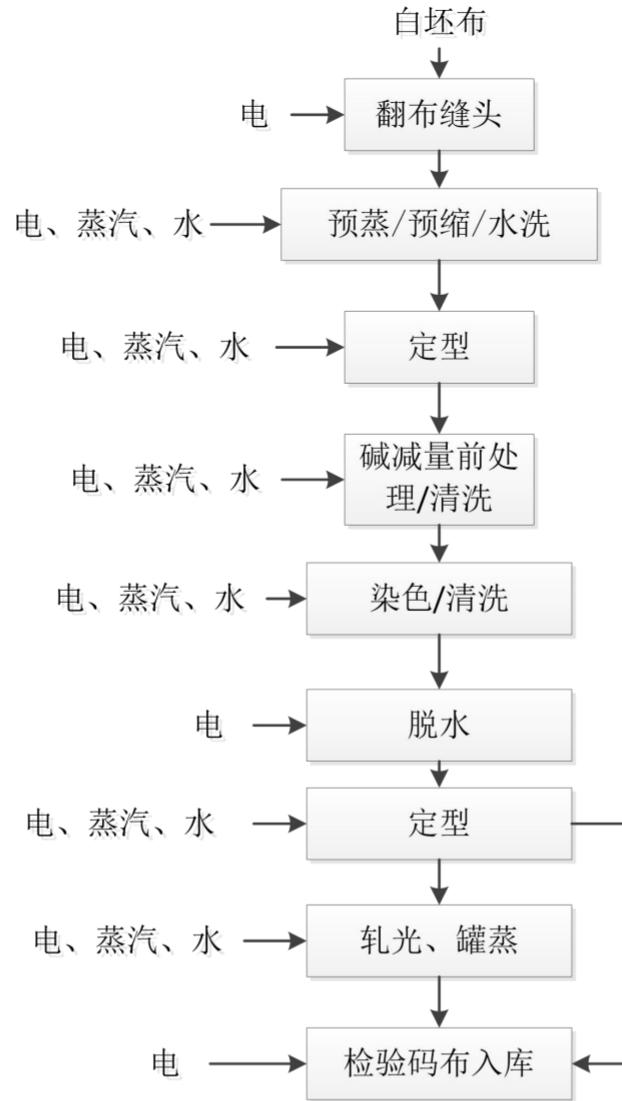 白坯布
电
翻布缝头
电、蒸汽、水
预蒸/预缩/水洗
电、蒸汽、水
定型
电、蒸汽、水
碱减量前处
理/清洗
电、蒸汽、水
染色/清洗
电
脱水
电、蒸汽、水
定型
电、蒸汽、水
轧光、罐蒸
电
检验码布入库